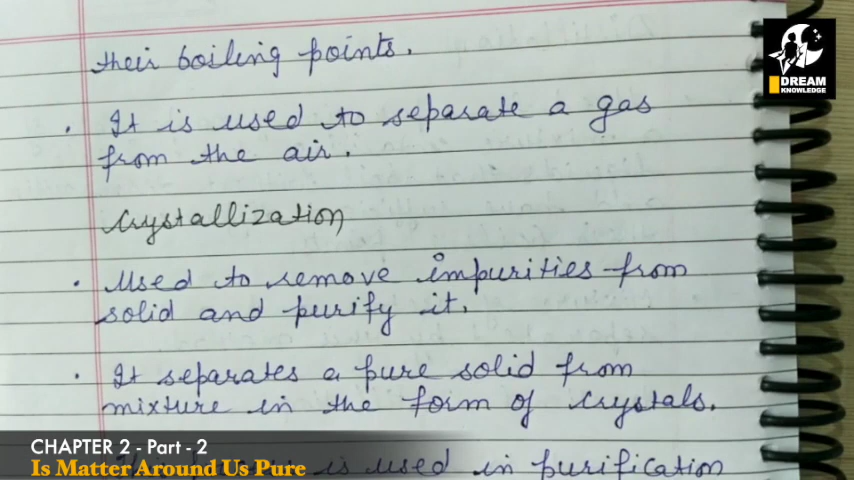 their boiling points.
. It is used to separate a gas
from the air.
Crystallization
. Used to remove impurities from
solid and purify it.
. It separates a pure solid from
mixture in the form of crystals.
is used in purification
DREAM
KNOWLEDGE
CHAPTER 2 - Part - 2
Is Matter Around Us Pure